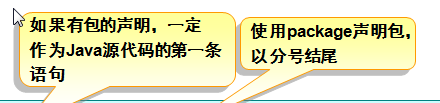 如果有包的声明，一定
作为Java源代码的第一条
语句
使用package声明包，
以分号结尾